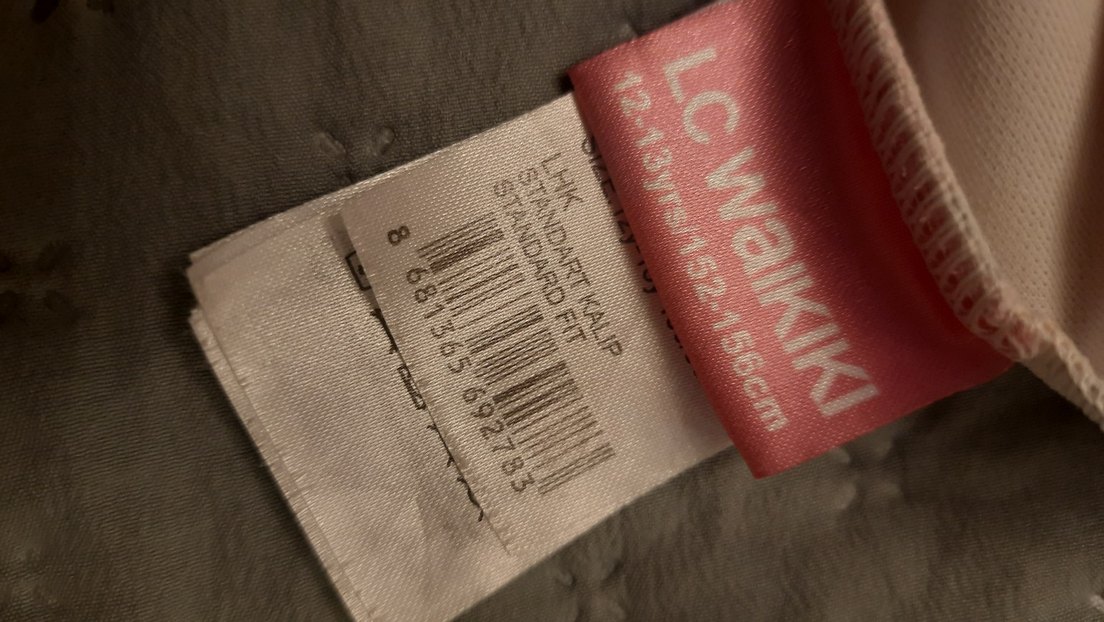 LC WAIKIKI
12-13yrs/152-156cm
LHK
STANDART KALIP
STANDARD FIT
8 681365 692783